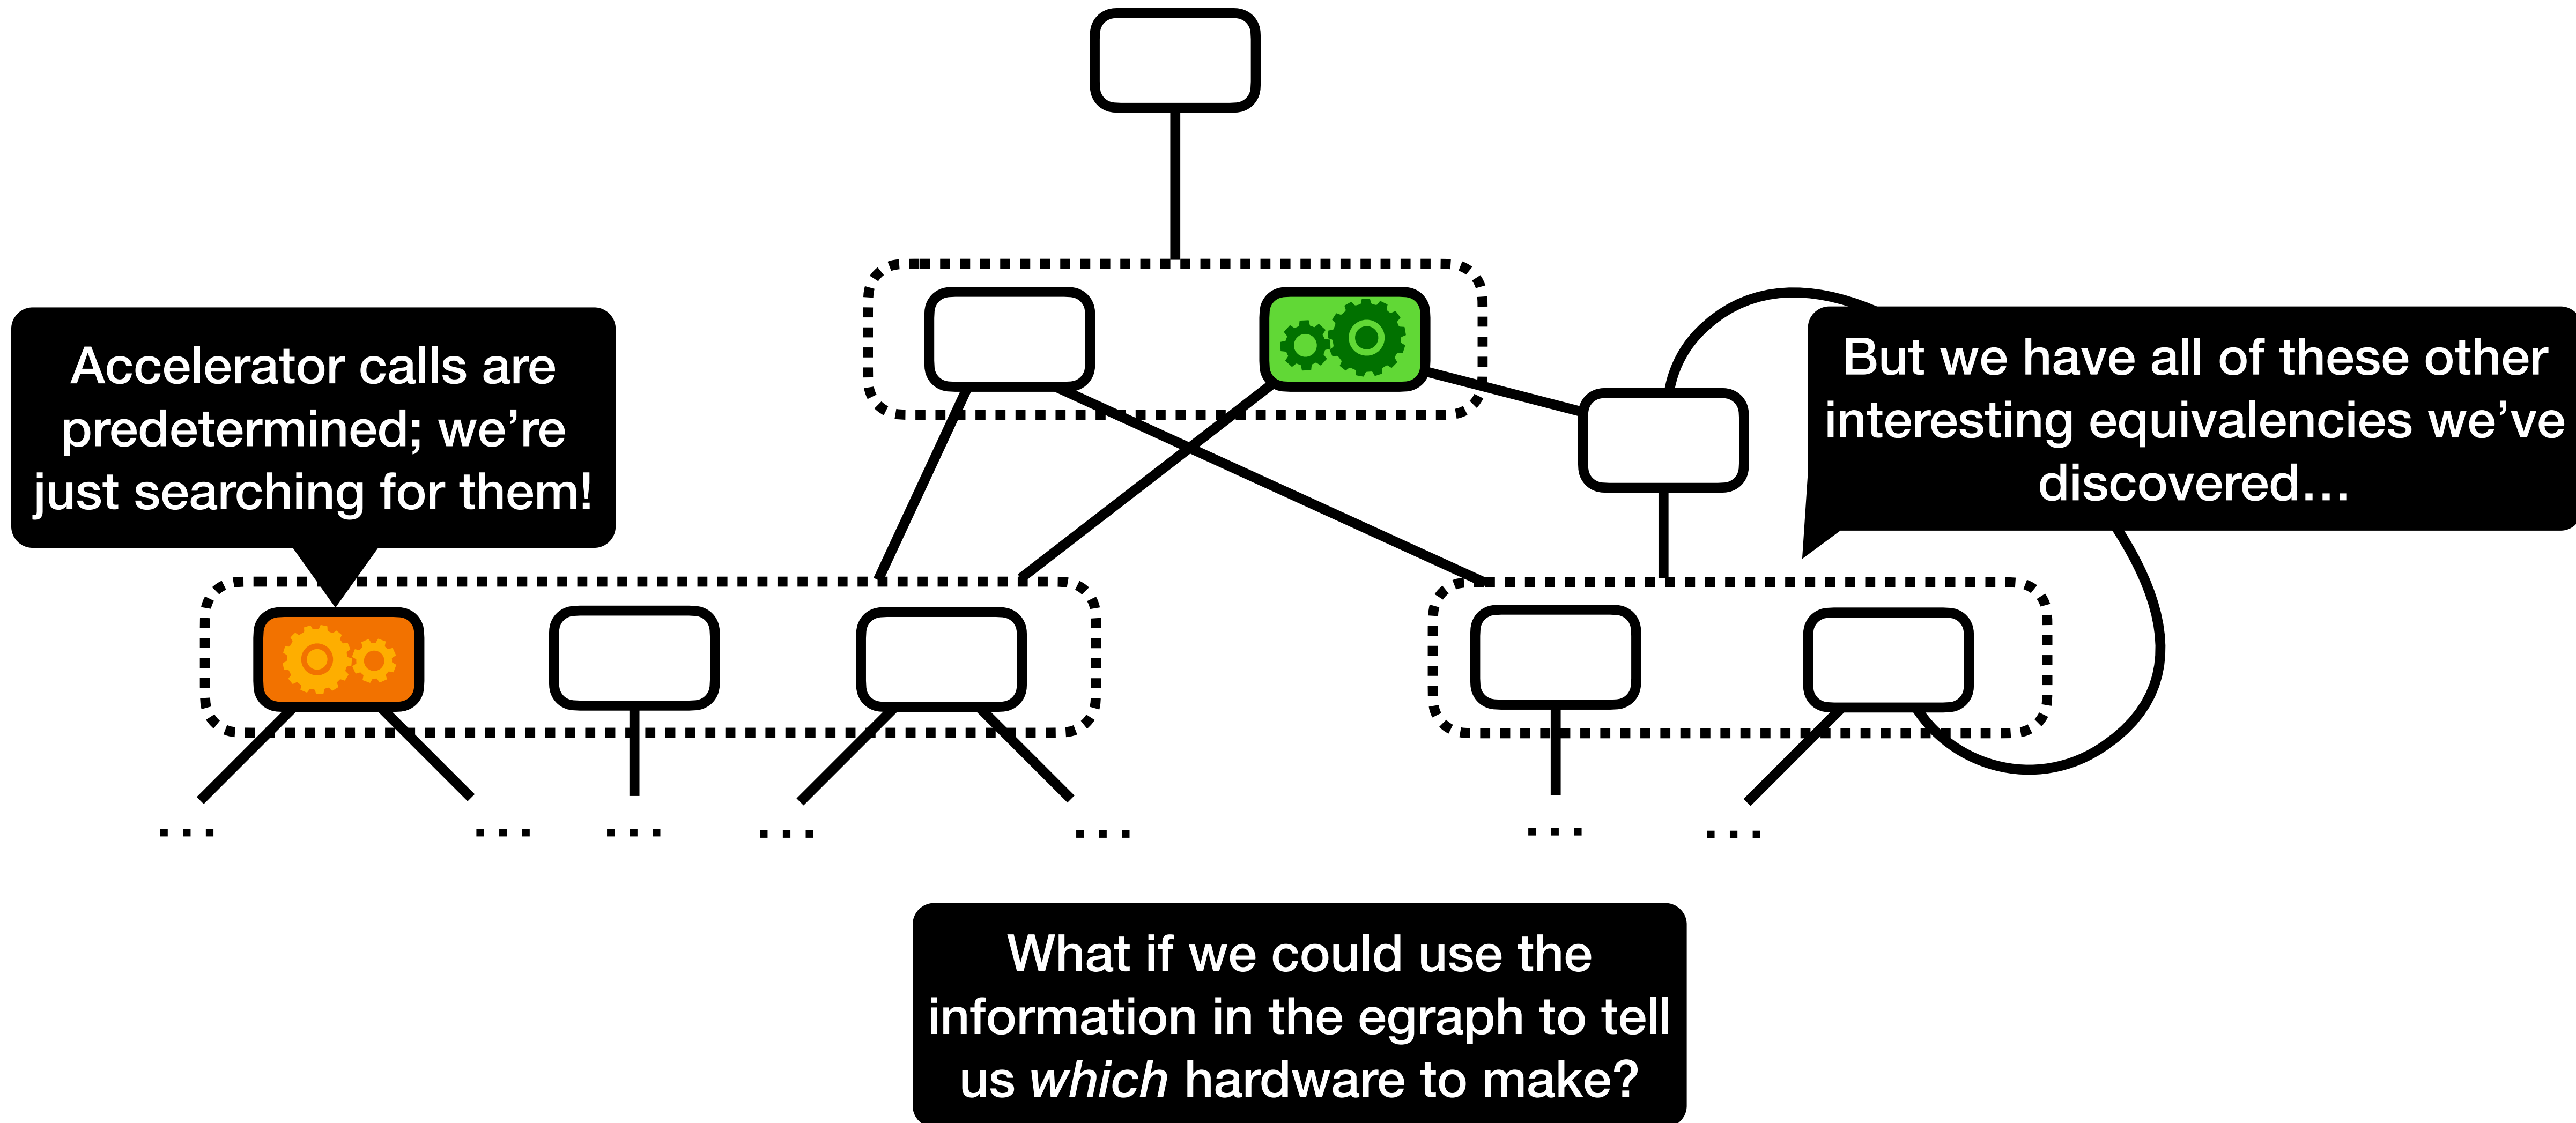 Accelerator calls are
predetermined; we’re
just searching for them!
But we have all of these other
interesting equivalencies we’ve
discovered…
...
...
...
...
...
...
...
What if we could use the
information in the egraph to tell
us which hardware to make?